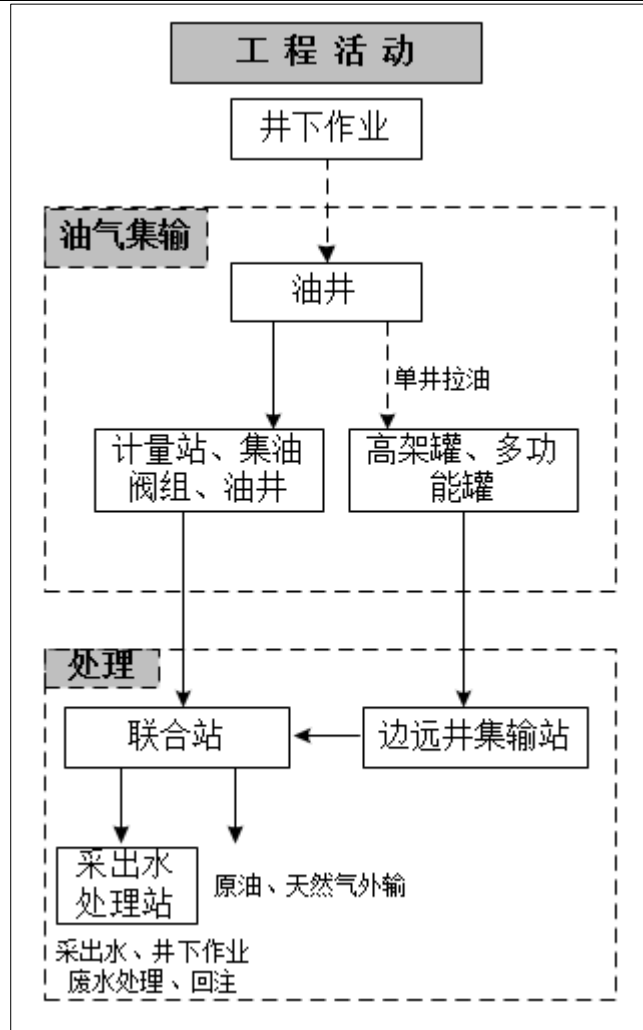 工程活动
井下作业
油气集输
油井
单井拉油
计量站、集油
阀组、油井
高架罐、多功
能罐
处理
联合站
边远井集输站
采出水
处理站
原油、天然气外输
采出水、井下作业
废水处理、回注